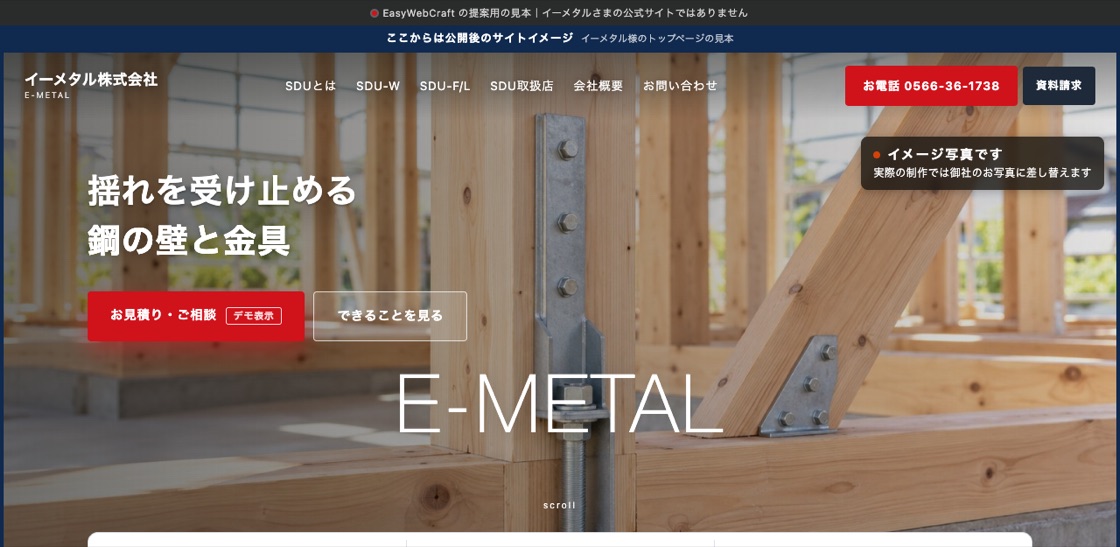 EasyWebCraft の提案用の見本｜イーメタルさまの公式サイトではありません
ここからは公開後のサイトイメージ イーメタル様のトップページの見本
イーメタル株式会社
E-METAL
SDUとは SDU-W SDU-F/L SDU取扱店 会社概要 お問い合わせ
お電話 0566-36-1738 資料請求
イメージ写真です
実際の制作では御社のお写真に差し替えます
揺れを受け止める
鋼の壁と金具
お見積り・ご相談 デモ表示 できることを見る
E-METAL
scroll